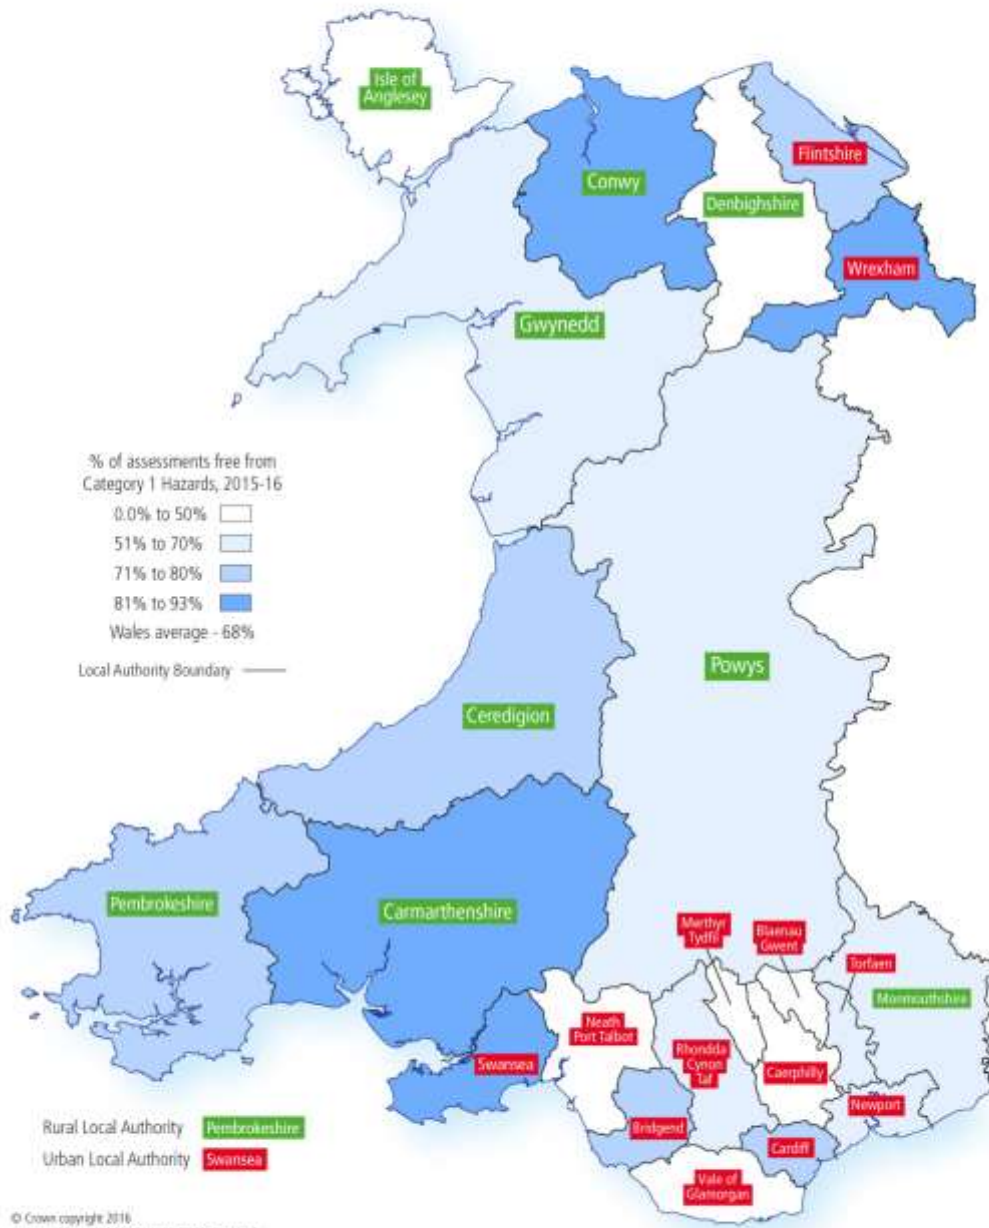 Isle of
Anglesey
Flintshire
Conwy
Denbighshire
Wrexham
Gwynedd
% of assessments free from
Category 1 Hazards, 2015-16
0.0% to 50%
51% to 70%
71% to 80%
81% to 93%
Wales average - 68%
Local Authority Boundary
Powys
Ceredigion
Pembrokeshire
Carmarthenshire
Merthyr
Tydfil
Blaenau
Gwent
Torfaen
Monmouthshire
Neath
Port Talbot
Rhondda
Cynon
Taf
Swansea
Caerphilly
Newport
Bridgend
Cardiff
Vale of
Glamorgan
Rural Local Authority Pembrokeshire
Urban Local Authority Swansea
© Crown copyright 2016